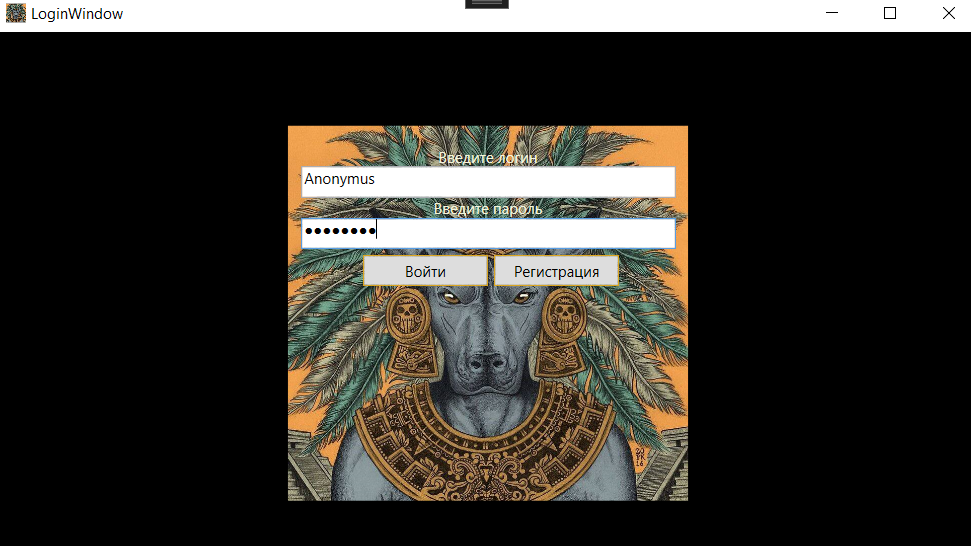 LoginWindow
Введите логин
Anonymus
Введите пароль
●●●●●●●●
Войти
Регистрация